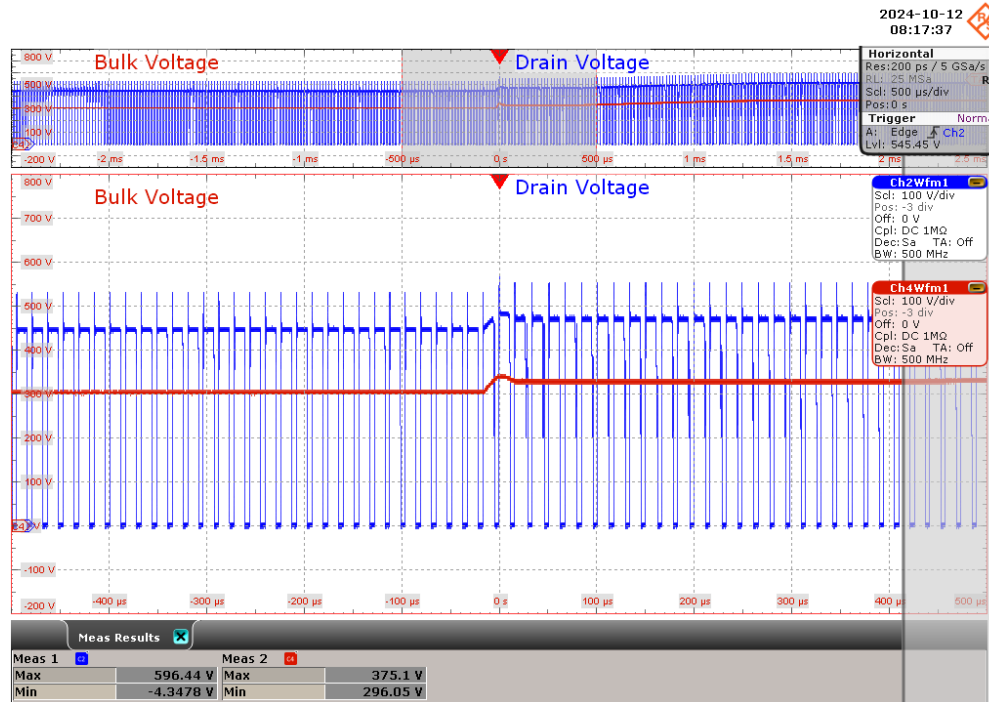 2024-10-12
08:17:37
800 V
Bulk Voltage
Drain Voltage
500 V
300 V
100 V
-200 V
-2 ms
-1.5 ms
-500 µs
0 s
500 µs
1 ms
1.5 ms
2 ms
2.5 ms
Horizontal
Res:200 ps / 5 GSa/s
RL: 25 MSa
Scl: 500 µs/div
Pos:0 s
Trigger
Norm
A: Edge Ch2
Lvl: 545.45 V
800 V
Bulk Voltage
Drain Voltage
700 V
600 V
500 V
400 V
300 V
200 V
100 V
-100 V
-200 V
-400 µs
-300 µs
-200 µs
-100 µs
0 s
100 µs
200 µs
300 µs
400 µs
500 µs
Ch2Wfm1
Scl: 100 V/div
Pos: -3 div
Off: 0 V
Cpl: DC 1MΩ
Dec:Sa TA: Off
BW: 500 MHz
Ch4Wfm1
Scl: 100 V/div
Pos: -3 div
Off: 0 V
Cpl: DC 1MΩ
Dec:Sa TA: Off
BW: 500 MHz
Meas Results
Meas 1 C2 Meas 2 C4
Max 596.44 V Max 375.1 V
Min -4.3478 V Min 296.05 V